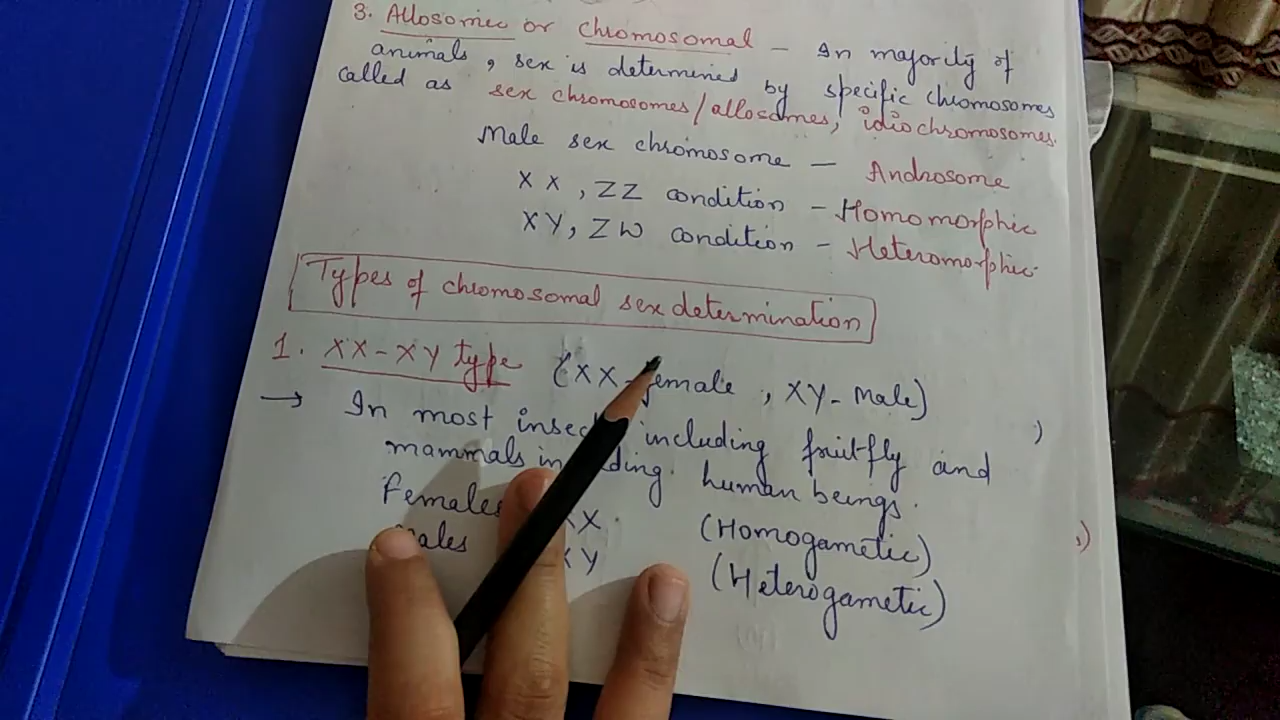 3. Allosomic or Chromosomal – In majority of
animals, sex is determined by specific chromosomes
called as sex chromosomes/allosomes, idiochromosomes.
Male sex chromosome – Androsome
XX, ZZ condition – Homomorphic
XY, ZW condition – Heteromorphic.
Types of chromosomal sex determination
1. XX-XY type (XX-female, XY-Male)
→ In most including fruitfly and
mammals human beings.
Females XX (Homogametic)
XY (Heterogametic)